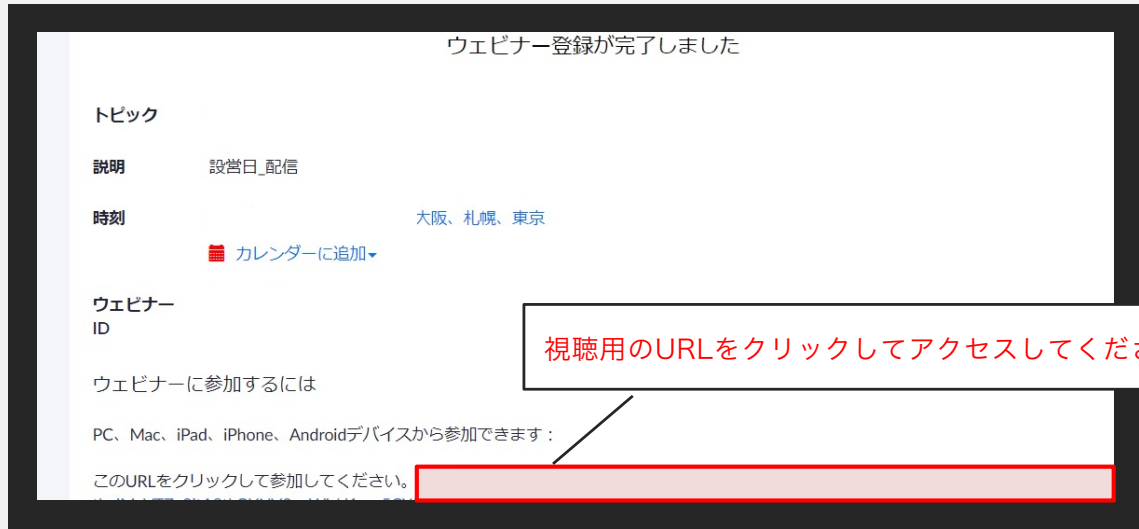 ウェビナー登録が完了しました
トピック
説明 設営日_配信
時刻 大阪、札幌、東京
カレンダーに追加
ウェビナー
ID
視聴用のURLをクリックしてアクセスしてくだ
ウェビナーに参加するには
PC、Mac、iPad、iPhone、Androidデバイスから参加できます：
このURLをクリックして参加してください。